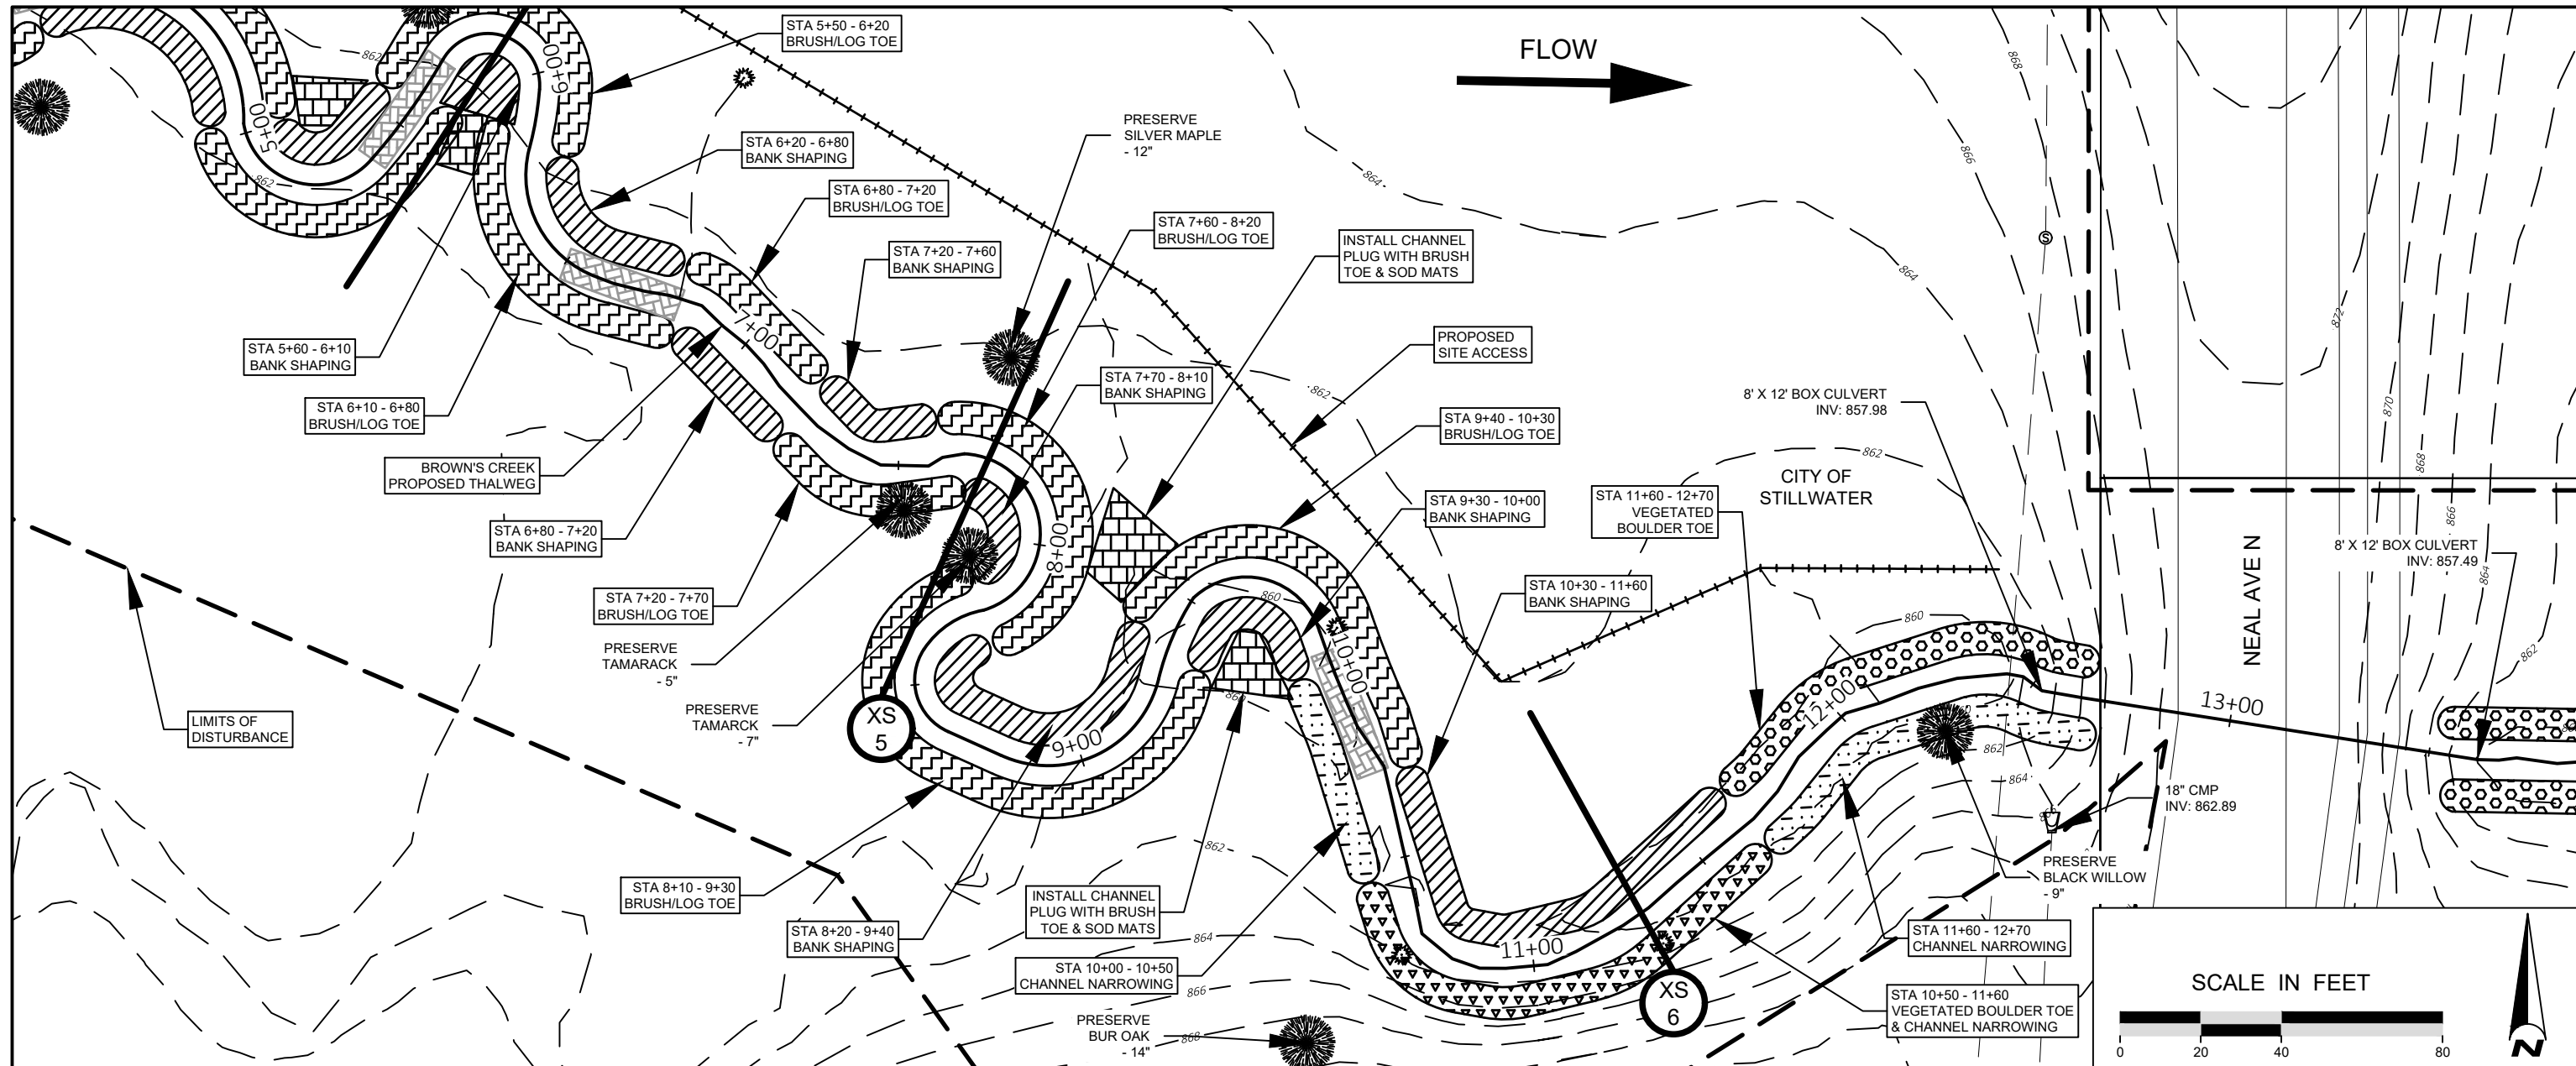 STA 5+50 - 6+20
BRUSH/LOG TOE
FLOW
862
6+00
868
5+00
STA 6+20 - 6+80
BANK SHAPING
PRESERVE
SILVER MAPLE
- 12"
866
862
864
STA 6+80 - 7+20
BRUSH/LOG TOE
STA 7+60 - 8+20
BRUSH/LOG TOE
S
STA 7+20 - 7+60
BANK SHAPING
INSTALL CHANNEL
PLUG WITH BRUSH
TOE & SOD MATS
864
872
7+00
STA 5+60 - 6+10
BANK SHAPING
PROPOSED
SITE ACCESS
STA 7+70 - 8+10
BANK SHAPING
862
8' X 12' BOX CULVERT
INV: 857.98
870
STA 6+10 - 6+80
BRUSH/LOG TOE
STA 9+40 - 10+30
BRUSH/LOG TOE
862
868
BROWN'S CREEK
PROPOSED THALWEG
CITY OF
STILLWATER
STA 9+30 - 10+00
BANK SHAPING
STA 11+60 - 12+70
VEGETATED
BOULDER TOE
866
STA 6+80 - 7+20
BANK SHAPING
8+00
8' X 12' BOX CULVERT
INV: 857.49
NEAL AVE N
864
STA 7+20 - 7+70
BRUSH/LOG TOE
860
STA 10+30 - 11+60
BANK SHAPING
860
862
PRESERVE
TAMARACK
- 5"
10+00
860
12+00
13+00
PRESERVE
TAMARCK
- 7"
XS
5
860
LIMITS OF
DISTURBANCE
9+00
862
864
18" CMP
INV: 862.89
866
862
PRESERVE
BLACK WILLOW
- 9"
STA 8+10 - 9+30
BRUSH/LOG TOE
INSTALL CHANNEL
PLUG WITH BRUSH
TOE & SOD MATS
STA 8+20 - 9+40
BANK SHAPING
864
11+00
STA 11+60 - 12+70
CHANNEL NARROWING
STA 10+00 - 10+50
CHANNEL NARROWING
866
XS
6
STA 10+50 - 11+60
VEGETATED BOULDER TOE
& CHANNEL NARROWING
SCALE IN FEET
PRESERVE
BUR OAK
- 14"
868
0 20 40 80
N